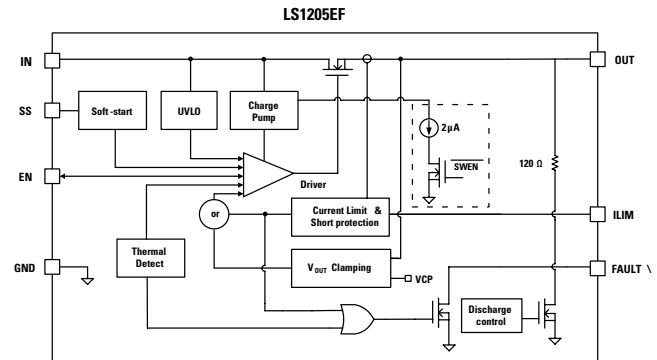 LS1205EF
IN
OUT
SS
Soft -start
UVLO
Charge
Pump
2µA
SWEN
120 Ω
EN
Driver
or
Current Limit &
Short protection
ILIM
Thermal
Detect
GND
VOUT Clamping
VCP
FAULT \
Discharge
control